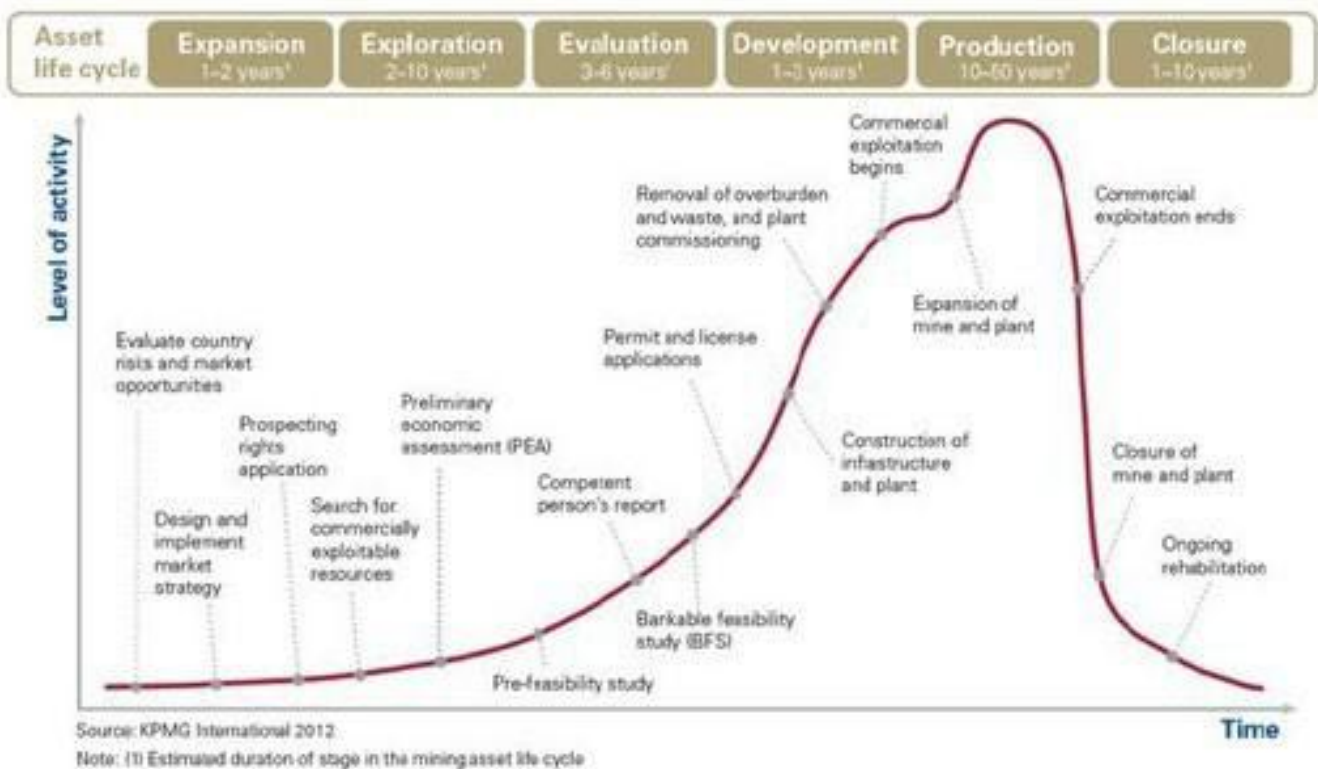 Asset
life cycle
Expansion
1–2 years¹
Exploration
2–10 years¹
Evaluation
3–6 years¹
Development
1–3 years¹
Production
10–50 years¹
Closure
1–10 years¹
Level of activity
Evaluate country
risks and market
opportunities
Design and
implement
market
strategy
Prospecting
rights
application
Search for
commercially
exploitable
resources
Preliminary
economic
assessment (PEA)
Pre-feasibility study
Competent
person's report
Bankable feasibility
study (BFS)
Permit and license
applications
Construction of
infrastructure
and plant
Removal of overburden
and waste, and plant
commissioning
Commercial
exploitation
begins
Expansion of
mine and plant
Commercial
exploitation ends
Closure of
mine and plant
Ongoing
rehabilitation
Time
Source: KPMG International 2012
Note: (1) Estimated duration of stage in the mining asset life cycle